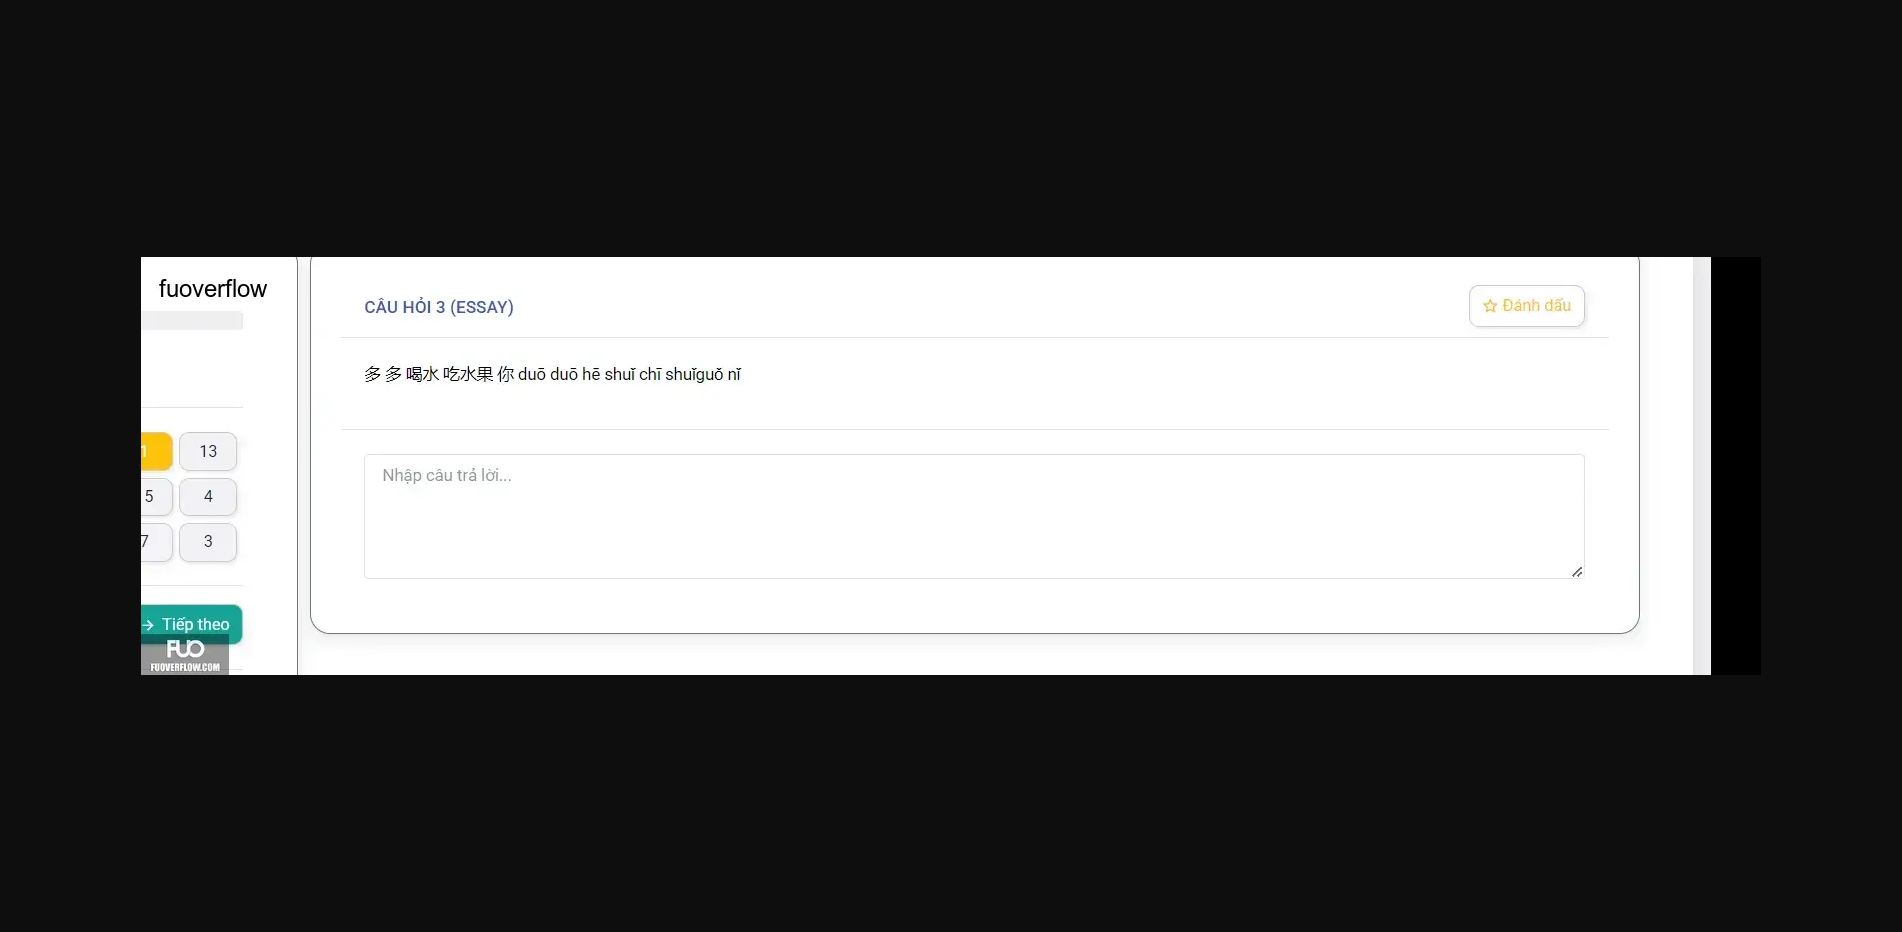 fuoverflow
CÂU HỎI 3 (ESSAY)
Đánh dấu
多 多 喝水 吃水果 你 duō duō hē shuǐ chī shuǐguǒ nǐ
Nhập câu trả lời...
1 13
5 4
7 3
→ Tiếp theo
FUO
FUOVERFLOW.COM